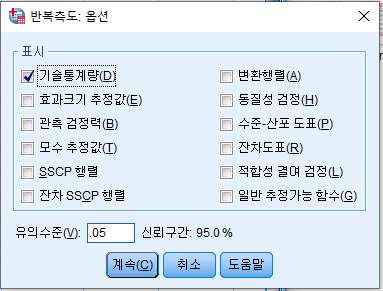 반복측도: 옵션
표시
기술통계량(D)
효과크기 추정값(E)
관측 검정력(B)
모수 추정값(T)
SSCP 행렬
잔차 SSCP 행렬
변환행렬(A)
동질성 검정(H)
수준-산포 도표(P)
잔차도표(R)
적합성 결여 검정(L)
일반 추정가능 함수(G)
유의수준(V): .05 신뢰구간: 95.0 %
계속(C) 취소 도움말